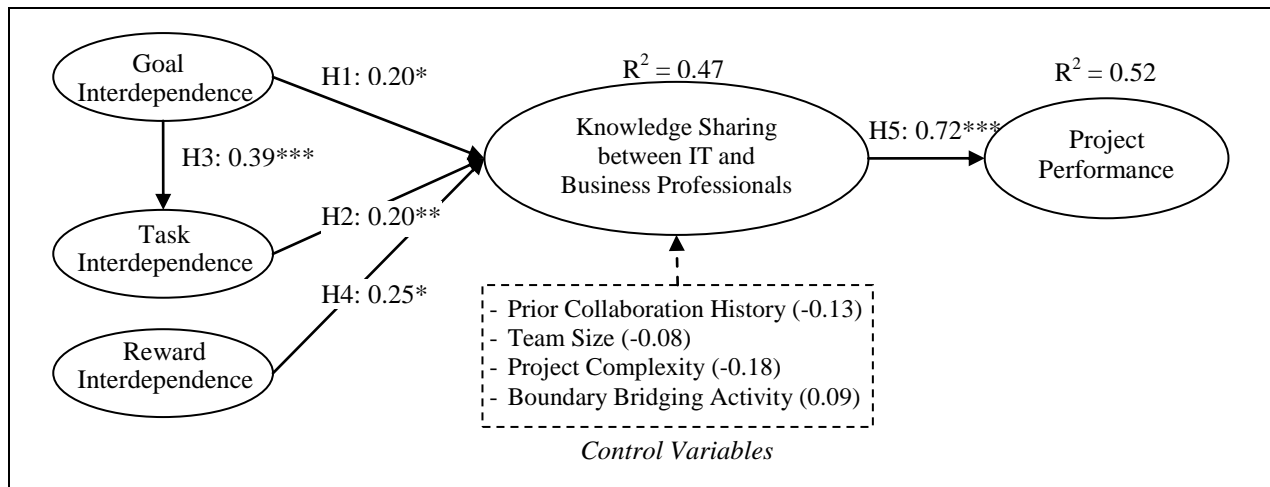 Goal
Interdependence
H1: 0.20*
R² = 0.47
R² = 0.52
H3: 0.39***
Knowledge Sharing
between IT and
Business Professionals
H5: 0.72***
Project
Performance
Task
Interdependence
H2: 0.20**
H4: 0.25*
Reward
Interdependence
- Prior Collaboration History (-0.13)
- Team Size (-0.08)
- Project Complexity (-0.18)
- Boundary Bridging Activity (0.09)
Control Variables